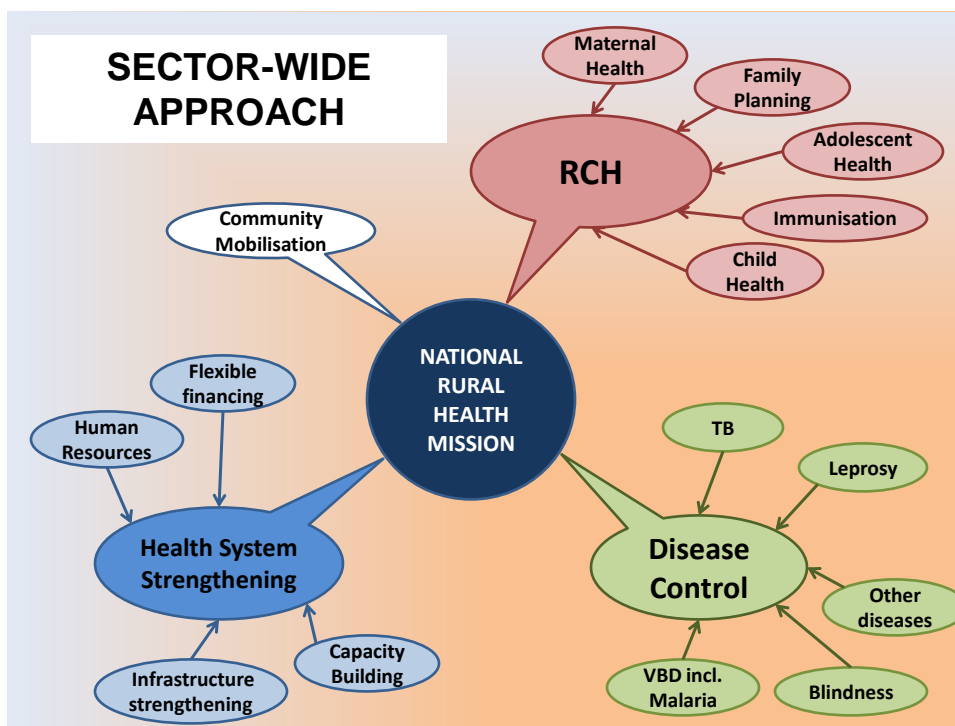 SECTOR-WIDE
APPROACH
Maternal
Health
Family
Planning
Adolescent
Health
RCH
Immunisation
Child
Health
Community
Mobilisation
NATIONAL
RURAL
HEALTH
MISSION
Flexible
financing
Human
Resources
Health System
Strengthening
Capacity
Building
Infrastructure
strengthening
TB
Leprosy
Disease
Control
Other
diseases
VBD incl.
Malaria
Blindness